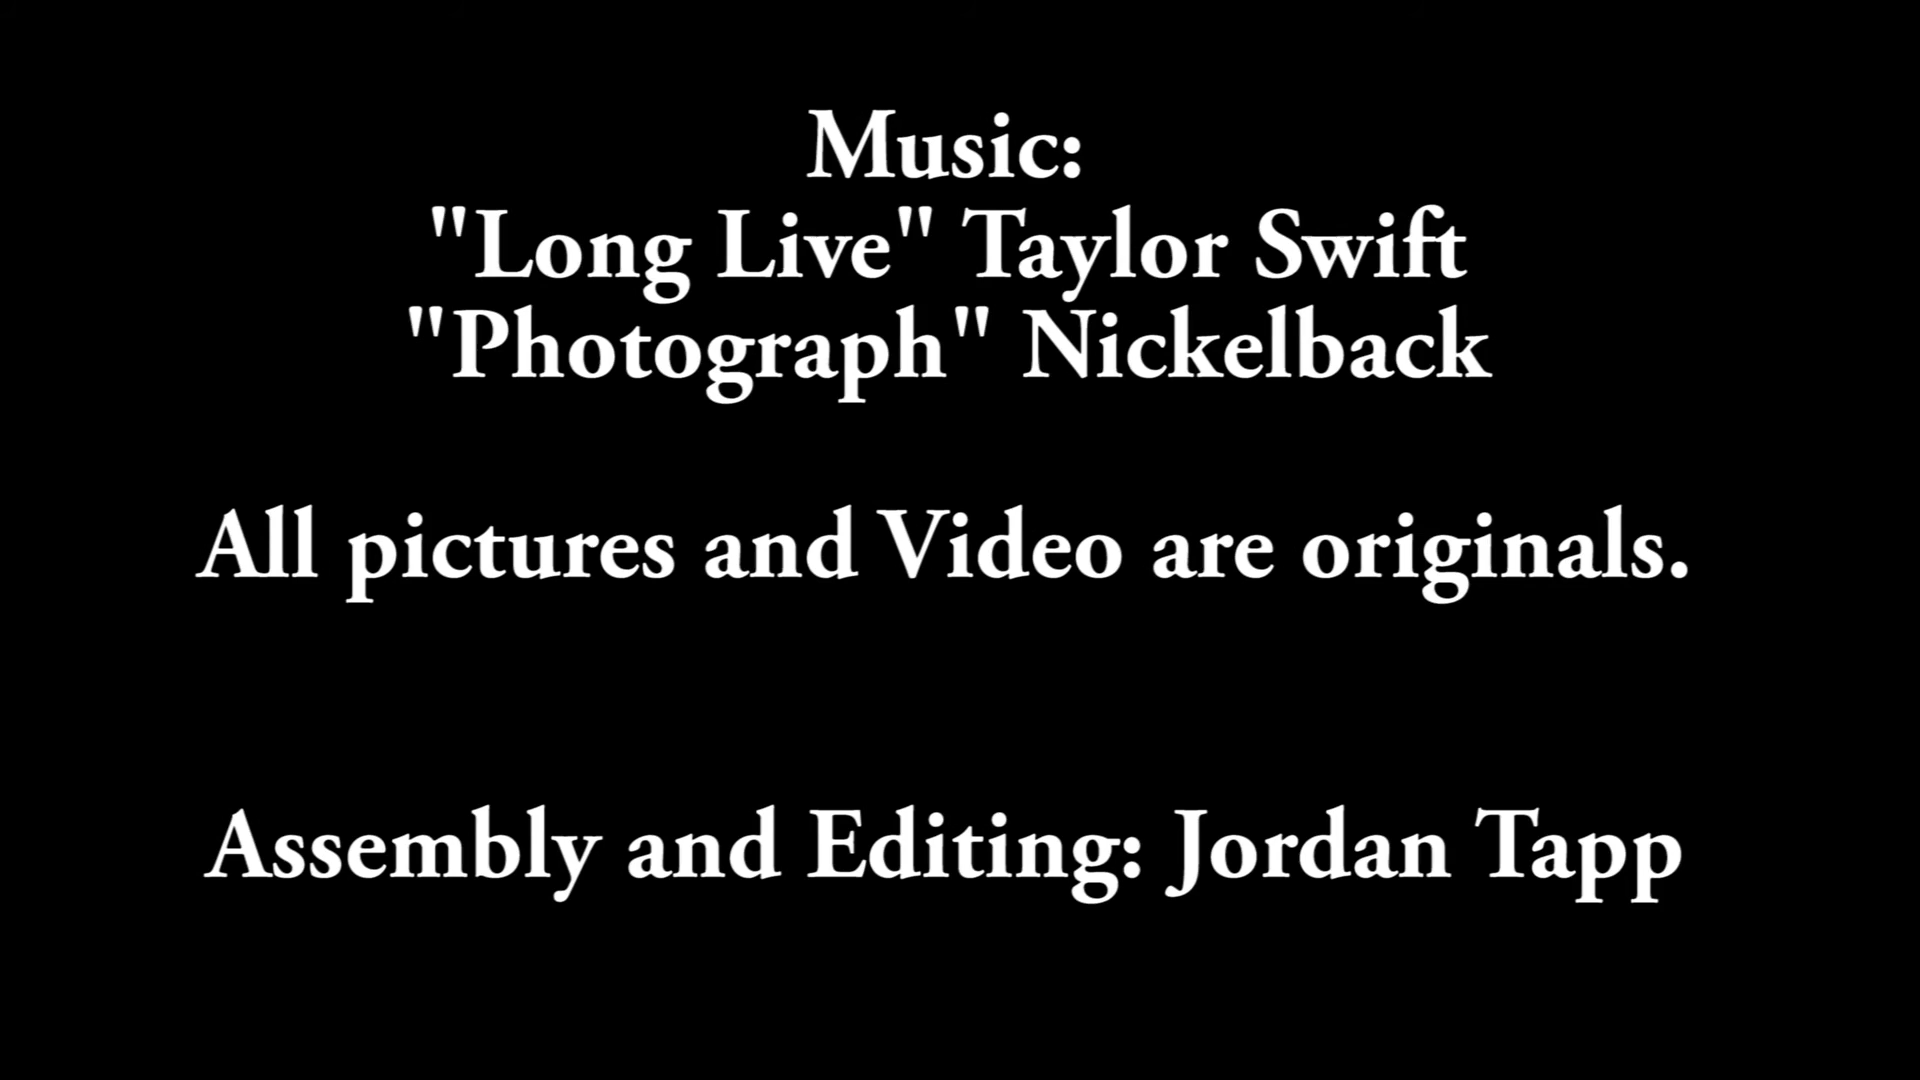 Music:
"Long Live" Taylor Swift
"Photograph" Nickelback
All pictures and Video are originals.
Assembly and Editing: Jordan Tapp